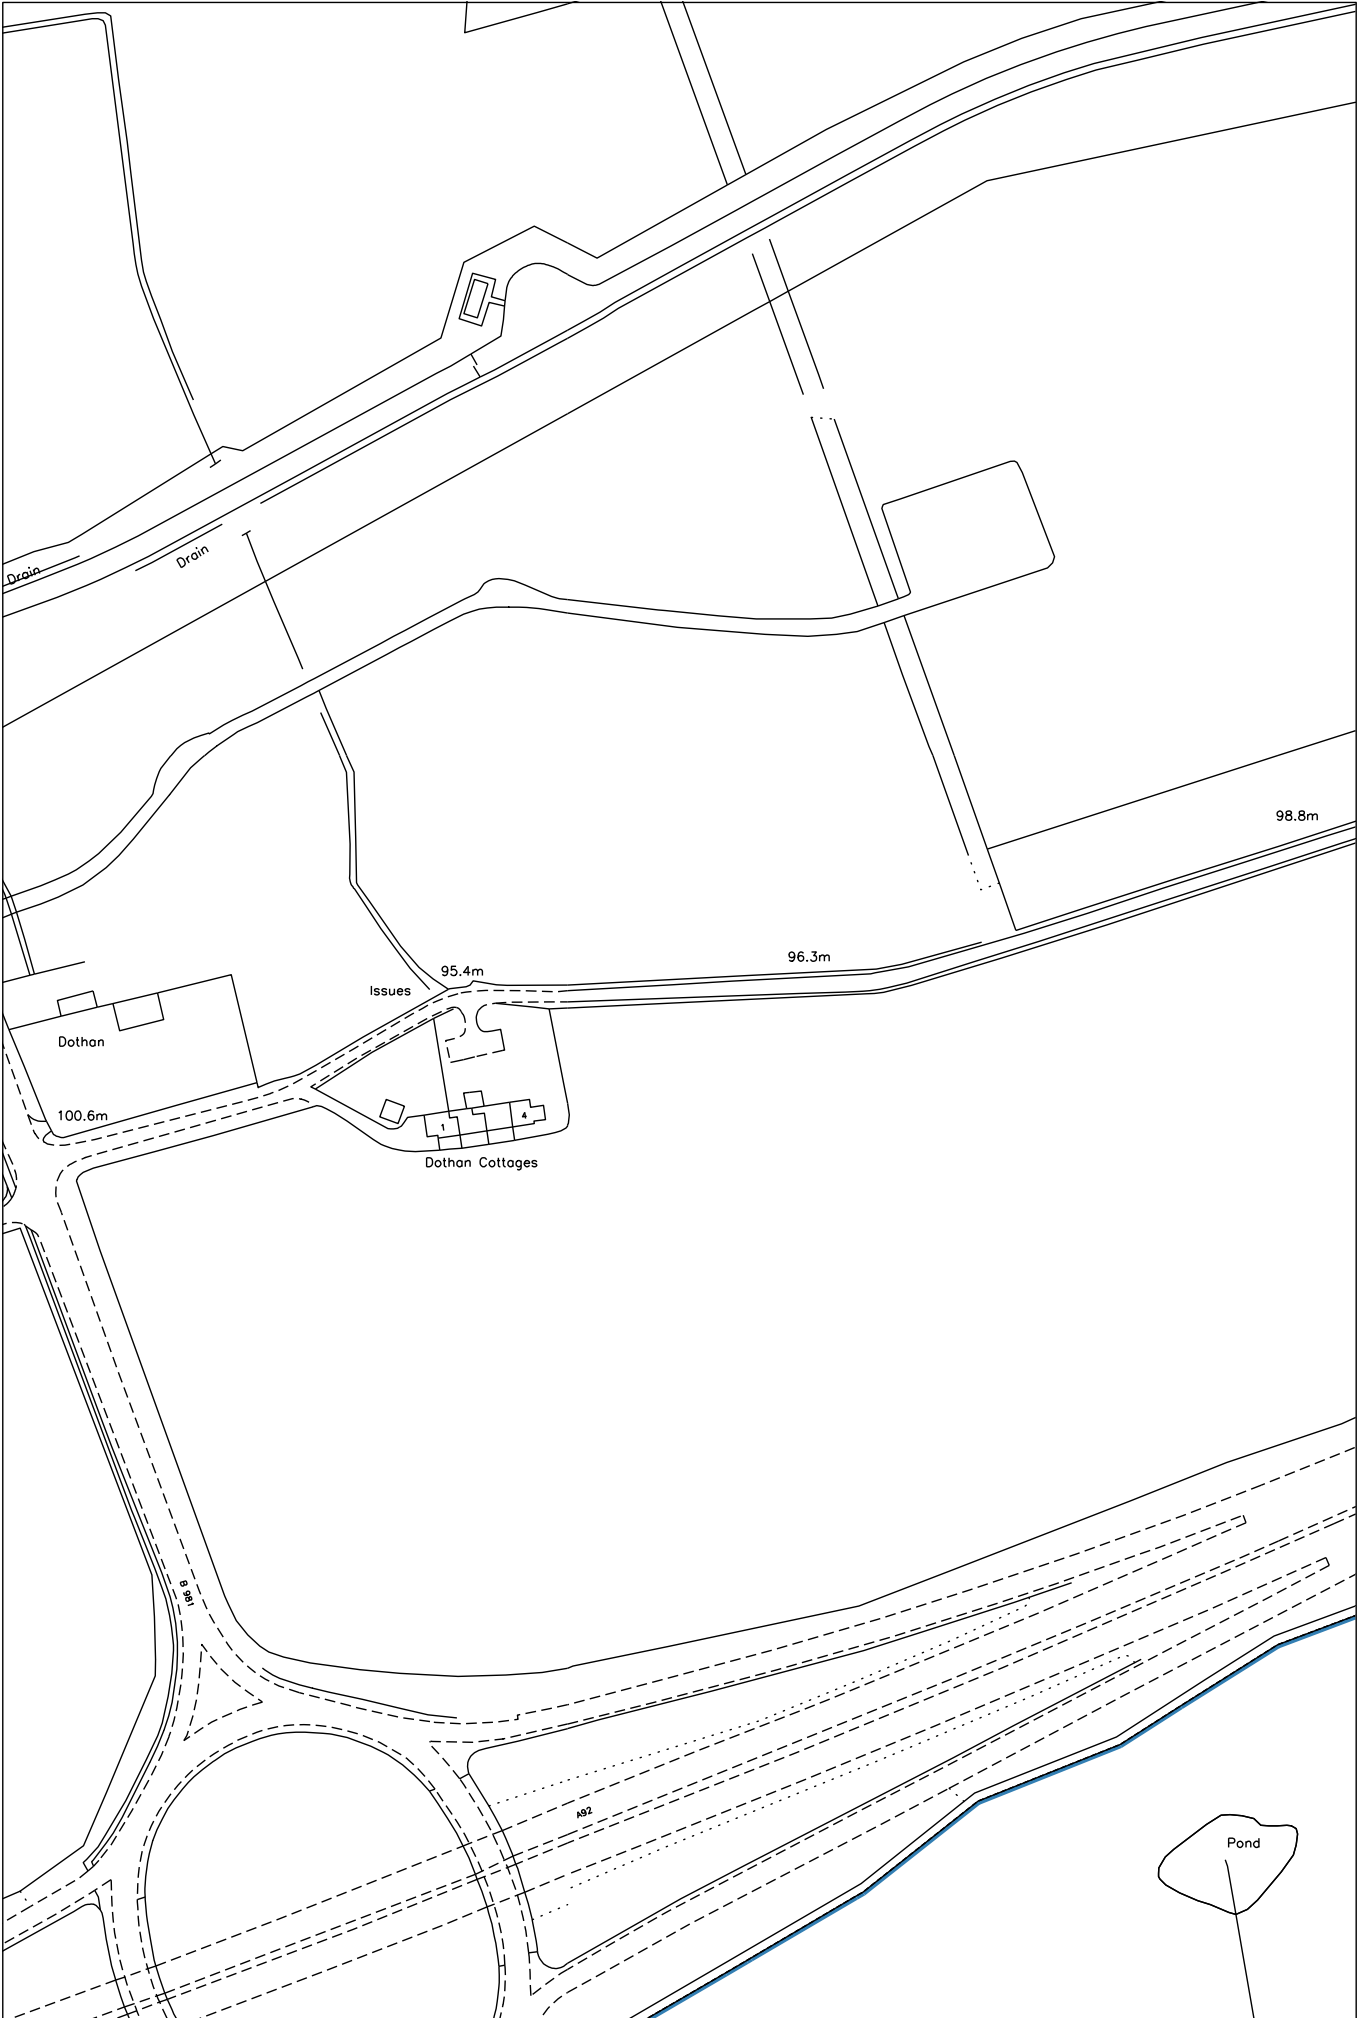 Drain
Drain
98.8m
96.3m
95.4m
Issues
Dothan
100.6m
1
4
Dothan Cottages
B 981
A92
Pond